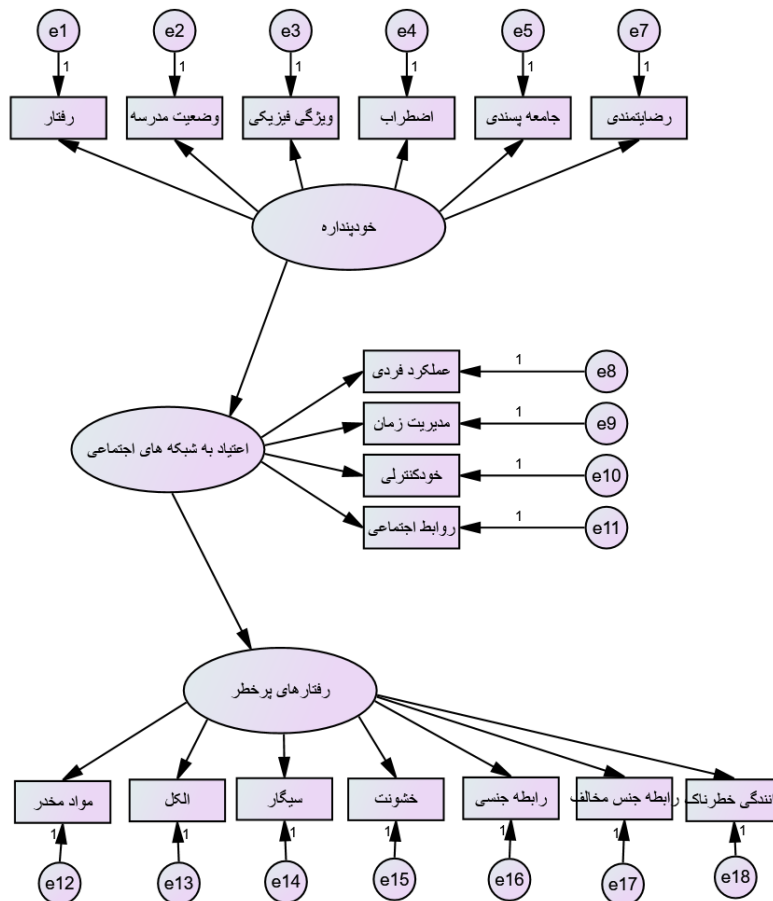 e1 e2 e3 e4 e5 e7
1 1 1 1 1 1
رفتار
وضعیت مدرسه
ویژگی فیزیکی
اضطراب
جامعه پسندی
رضایتمندی
خودپنداره
عملکرد فردی
1
e8
مدیریت زمان
1
e9
اعتیاد به شبکه های اجتماعی
خودکنترلی
1
e10
روابط اجتماعی
1
e11
رفتارهای پرخطر
مواد مخدر
الکل
سیگار
خشونت
رابطه جنسی
رابطه جنس مخالف
خطرناک
1 1 1 1 1 1 1
e12 e13 e14 e15 e16 e17 e18